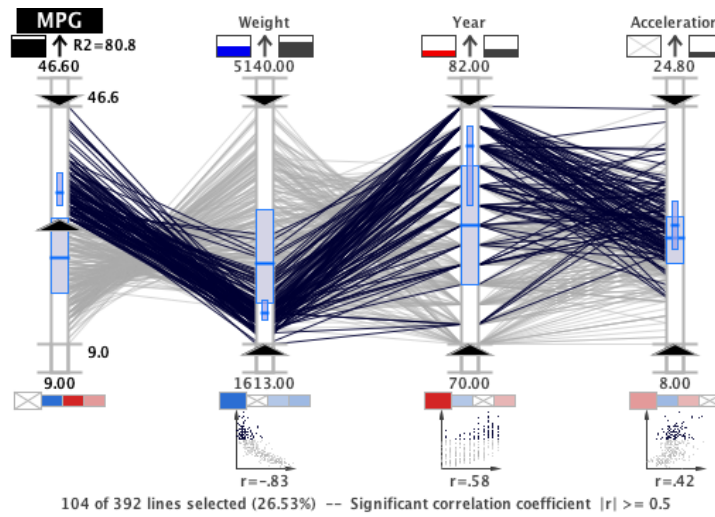 MPG Weight Year Acceleration
R2=80.8
46.60 5140.00 82.00 24.80
46.6
9.0
9.00 1613.00 70.00 8.00
r=-.83 r=.58 r=.42
104 of 392 lines selected (26.53%) -- Significant correlation coefficient |r| >= 0.5